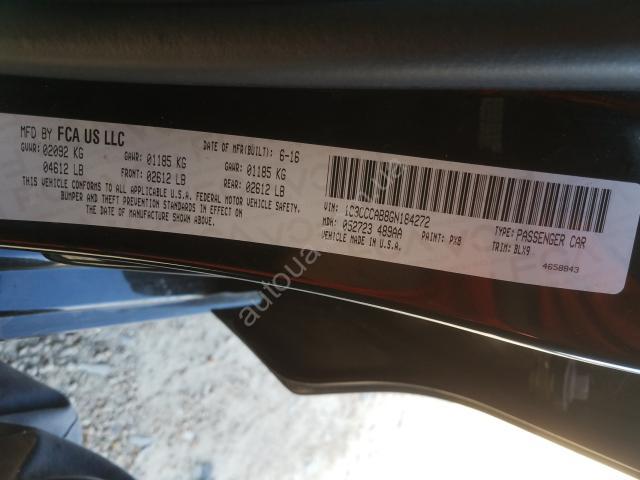 MFD BY FCA US LLC DATE OF MFR(BUILT): 6-16
GVWR: 02092 KG GAWR: 01185 KG GAWR: 01185 KG
04612 LB FRONT: 02612 LB REAR: 02612 LB
THIS VEHICLE CONFORMS TO ALL APPLICABLE U.S.A. FEDERAL MOTOR VEHICLE SAFETY,
BUMPER AND THEFT PREVENTION STANDARDS IN EFFECT ON
THE DATE OF MANUFACTURE SHOWN ABOVE.
VIN: 1C3CCCAB8GN184272 TYPE: PASSENGER CAR
MDH: 052723 489AA PAINT: PX8 TRIM: BLX9
VEHICLE MADE IN U.S.A.
4658843
autoua